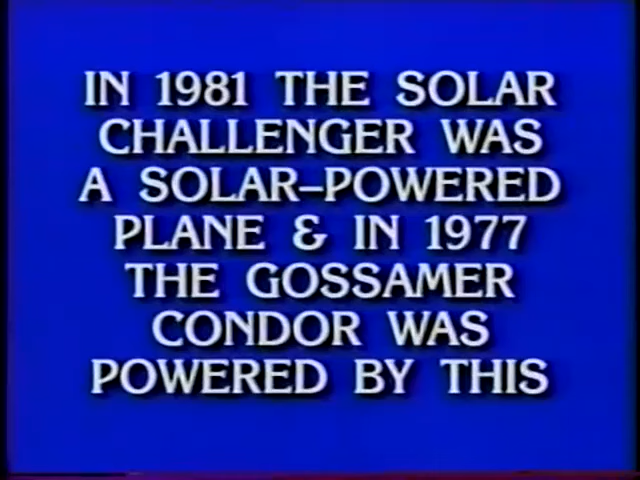 IN 1981 THE SOLAR
CHALLENGER WAS
A SOLAR-POWERED
PLANE & IN 1977
THE GOSSAMER
CONDOR WAS
POWERED BY THIS